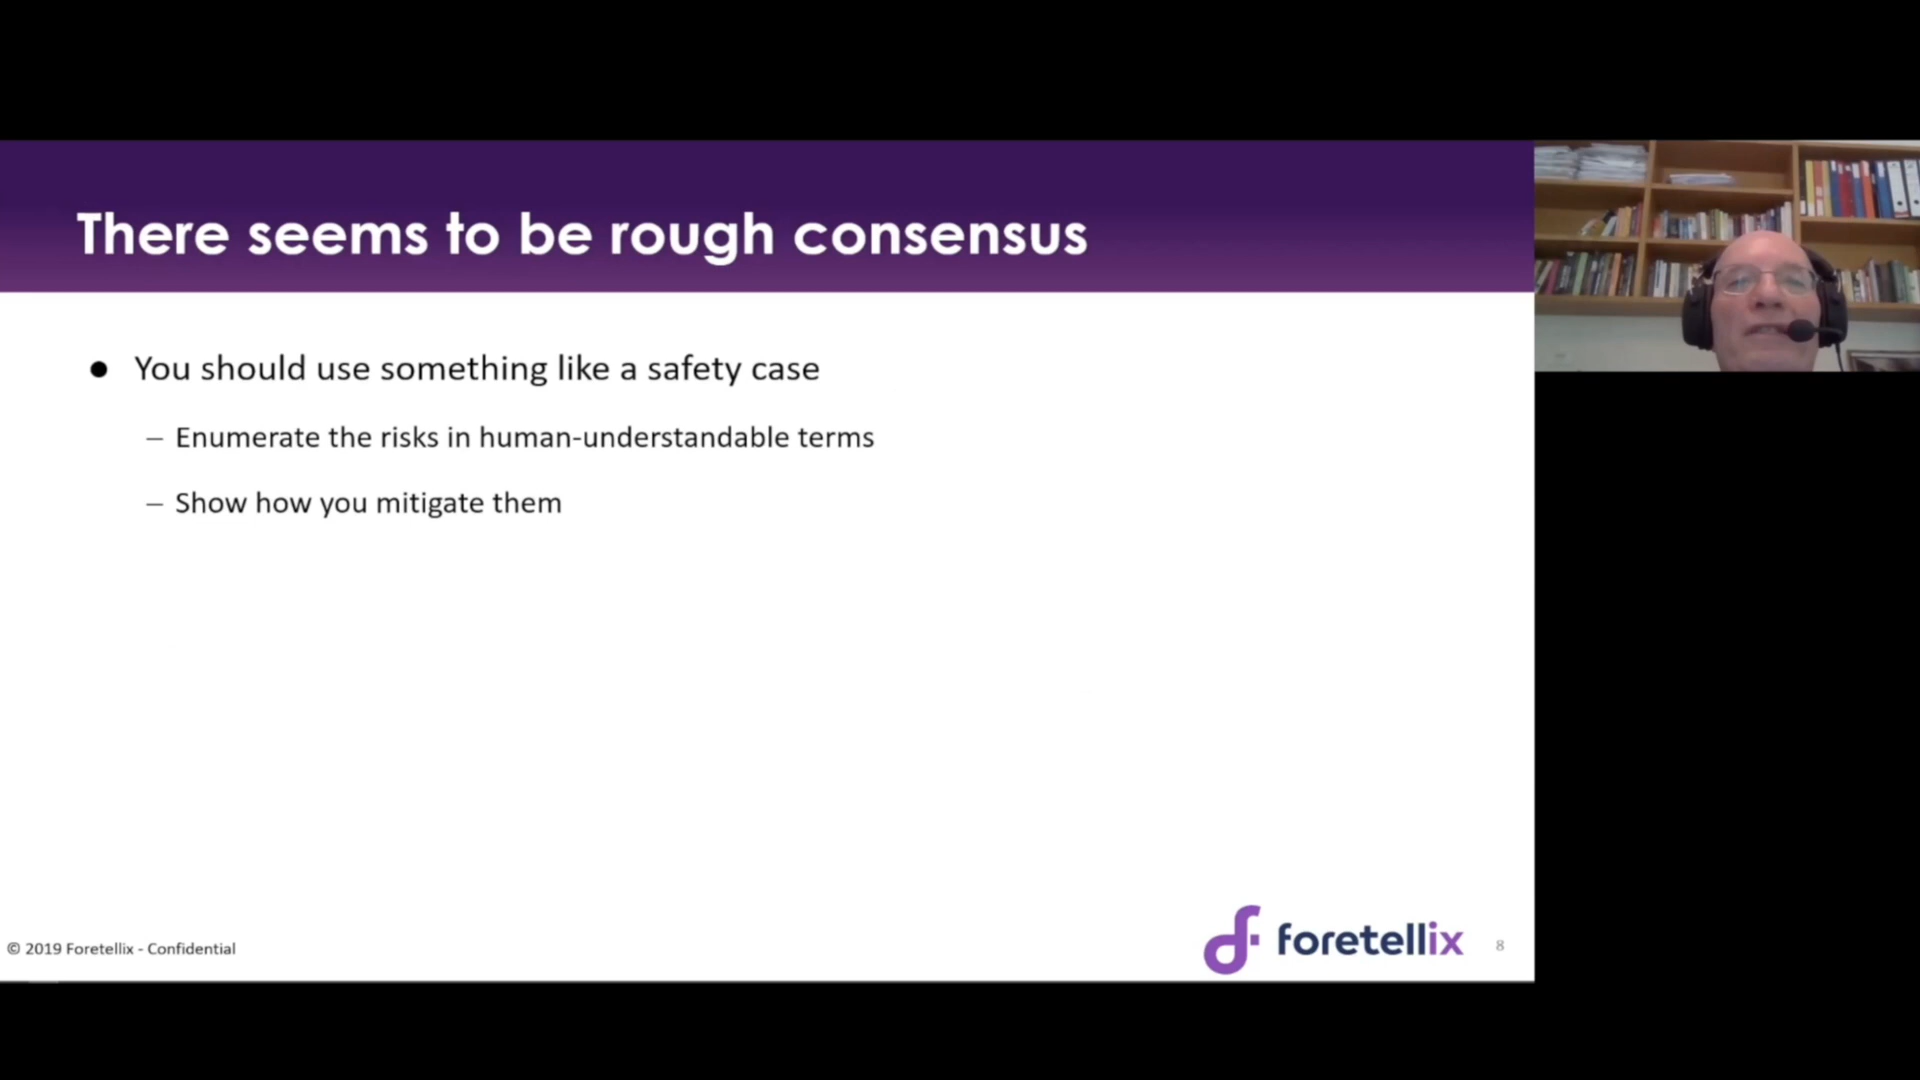 There seems to be rough consensus
● You should use something like a safety case
– Enumerate the risks in human-understandable terms
– Show how you mitigate them
© 2019 Foretellix - Confidential
foretellix
8